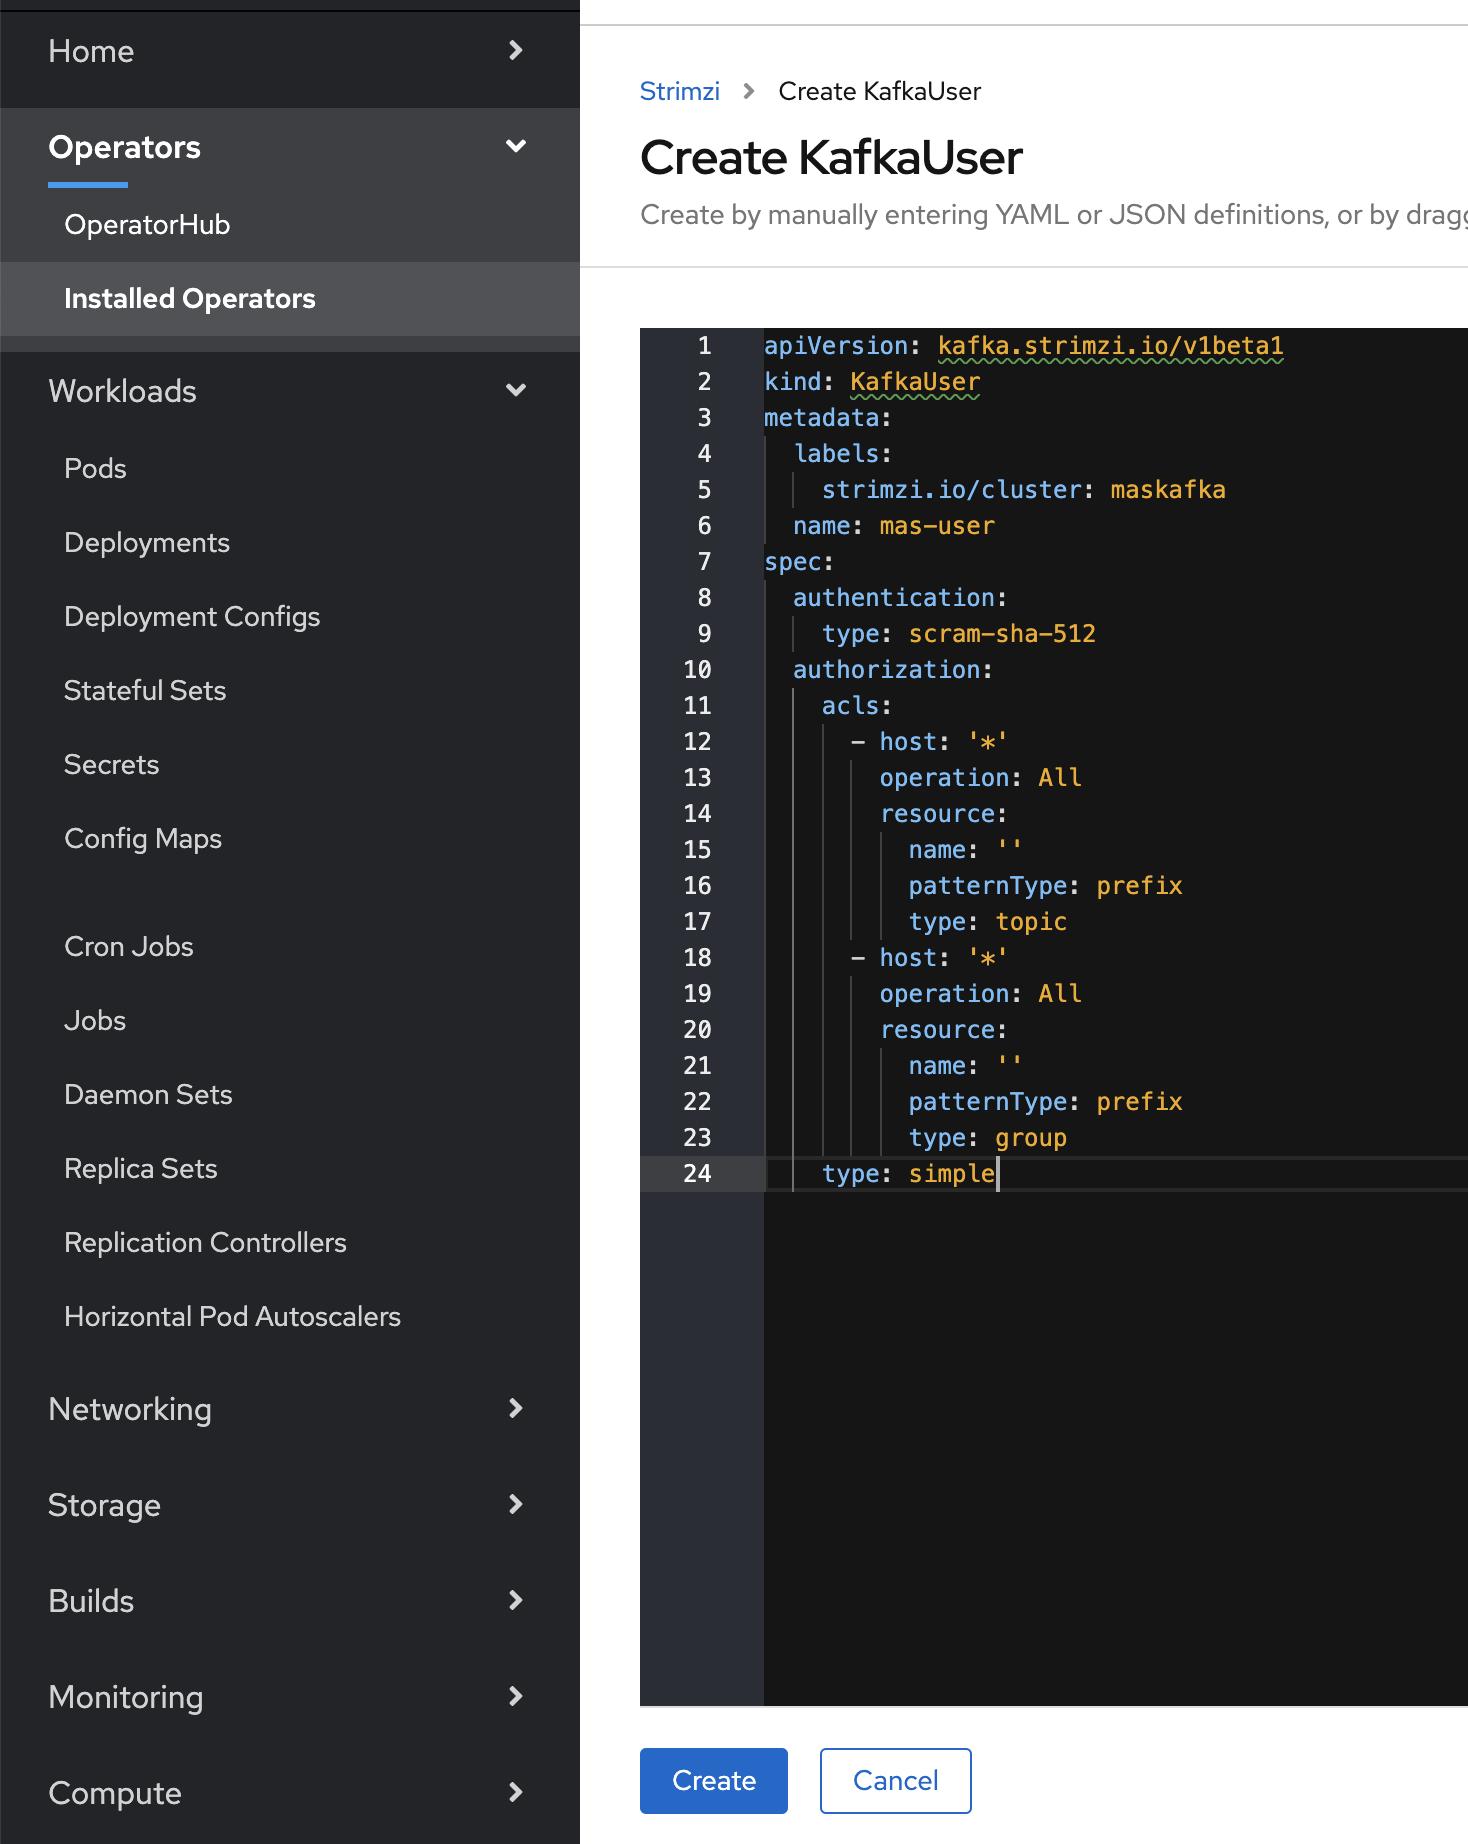 Home
Operators
OperatorHub
Installed Operators
Workloads
Pods
Deployments
Deployment Configs
Stateful Sets
Secrets
Config Maps
Cron Jobs
Jobs
Daemon Sets
Replica Sets
Replication Controllers
Horizontal Pod Autoscalers
Networking
Storage
Builds
Monitoring
Compute
Strimzi > Create KafkaUser
Create KafkaUser
Create by manually entering YAML or JSON definitions, or by dragg
1 apiVersion: kafka.strimzi.io/v1beta1
2 kind: KafkaUser
3 metadata:
4   labels:
5     strimzi.io/cluster: maskafka
6   name: mas-user
7 spec:
8   authentication:
9     type: scram-sha-512
10   authorization:
11     acls:
12       - host: '*'
13         operation: All
14         resource:
15           name: ''
16           patternType: prefix
17           type: topic
18       - host: '*'
19         operation: All
20         resource:
21           name: ''
22           patternType: prefix
23           type: group
24     type: simple
Create
Cancel